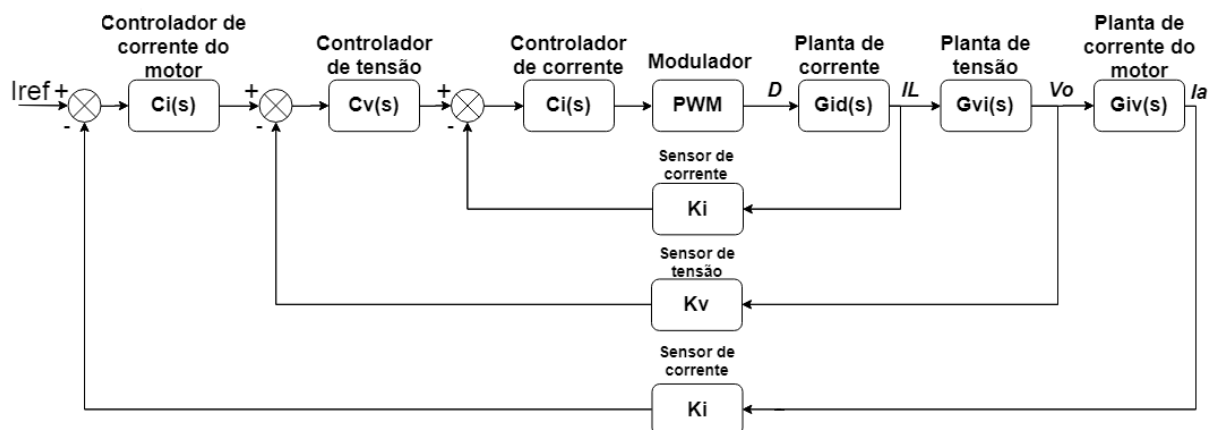 Controlador de
corrente do
motor
Controlador
de tensão
Controlador
de corrente
Modulador
Planta de
corrente
Planta de
tensão
Planta de
corrente do
motor
Iref
+
-
Ci(s)
+
-
Cv(s)
+
-
Ci(s)
PWM
D
Gid(s)
IL
Gvi(s)
Vo
Giv(s)
Ia
Sensor de
corrente
Ki
Sensor de
tensão
Kv
Sensor de
corrente
Ki